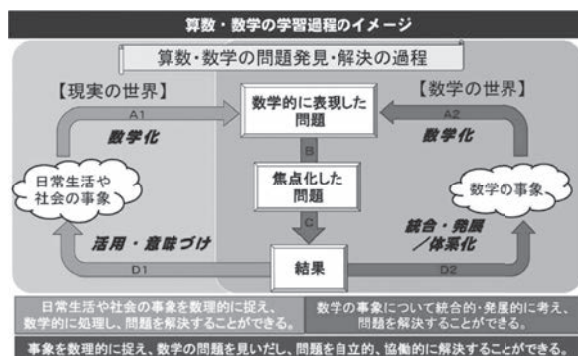 算数・数学の学習過程のイメージ
算数・数学の問題発見・解決の過程
【現実の世界】
【数学の世界】
A1
数学化
数学的に表現した
問題
A2
数学化
B
日常生活や
社会の事象
焦点化した
問題
数学の事象
C
活用・意味づけ
統合・発展
/体系化
D1
結果
D2
日常生活や社会の事象を数理的に捉え、
数学的に処理し、問題を解決することができる。
数学の事象について統合的・発展的に考え、
問題を解決することができる。
事象を数理的に捉え、数学の問題を見いだし、問題を自立的、協働的に解決することができる。